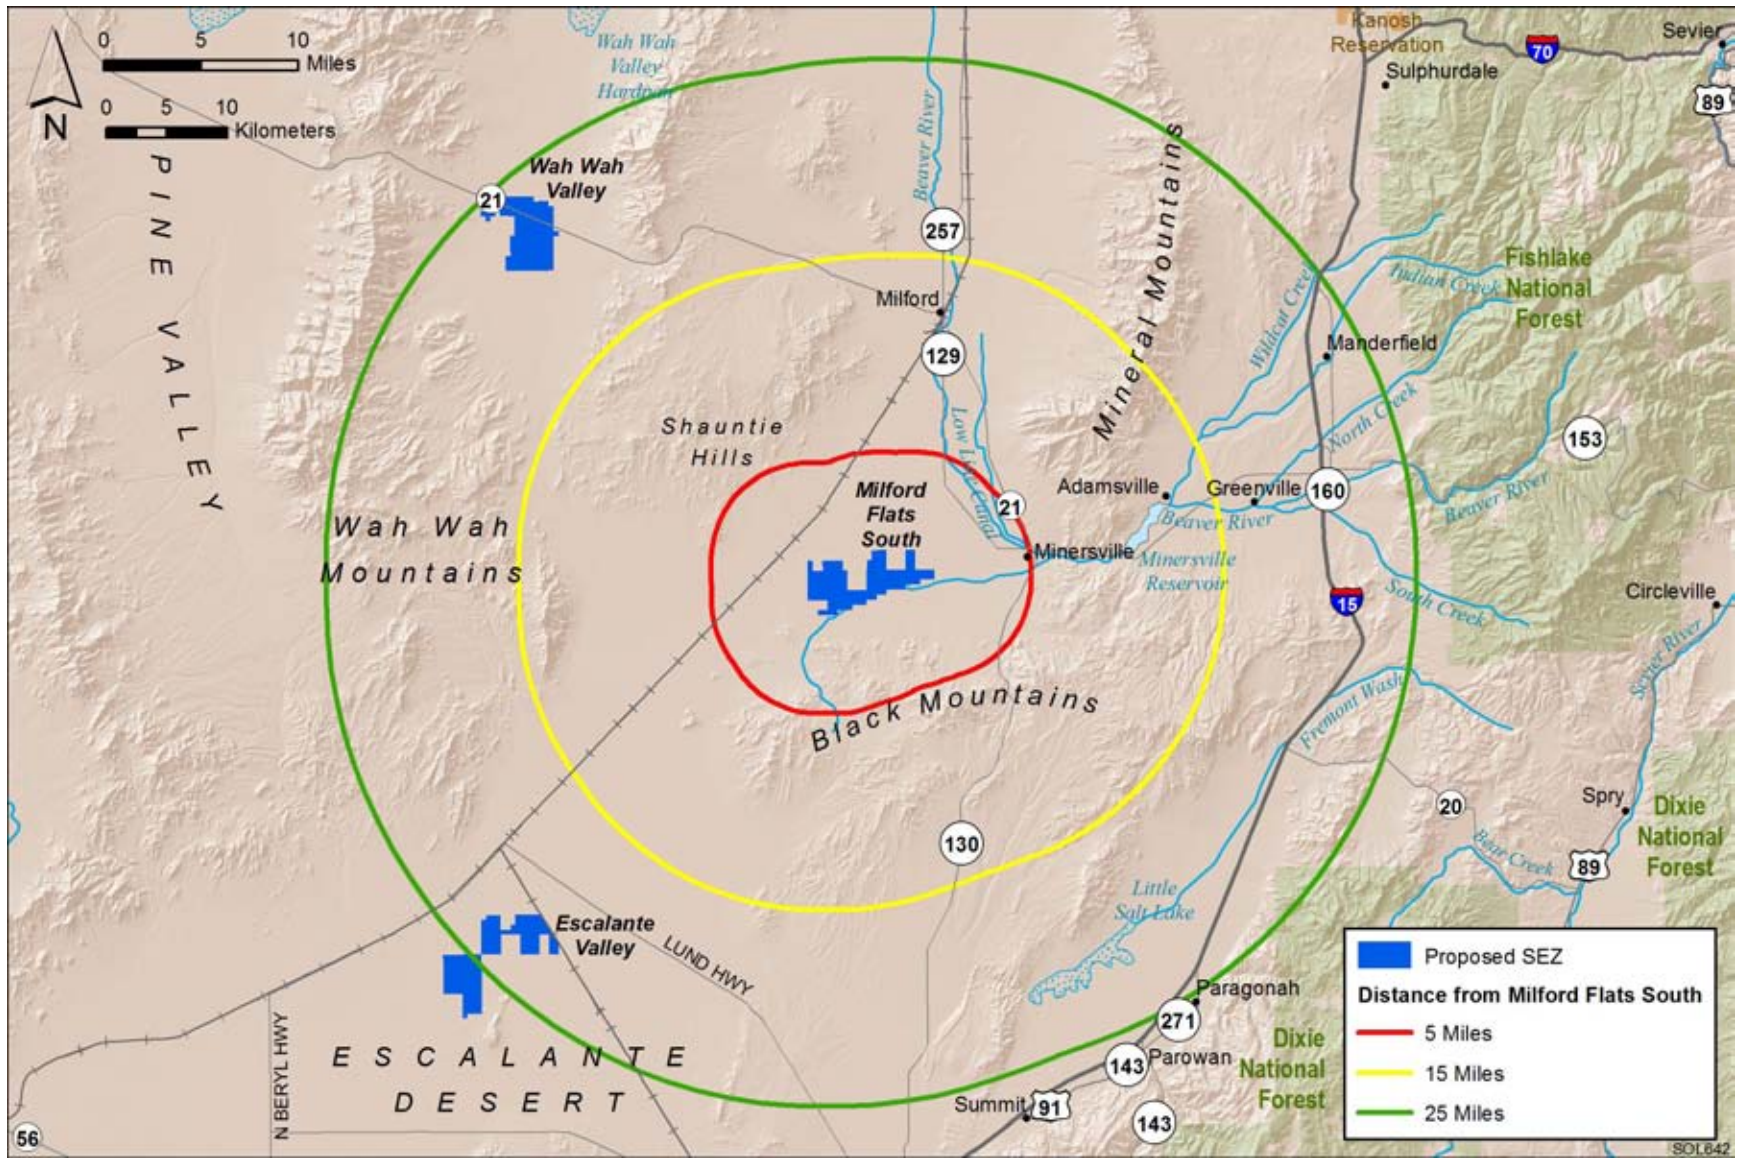 0 5 10
Miles
0 5 10
Kilometers
N
Wah Wah
Valley
Hardpan
Kanosh
Reservation
Sevier
70
Sulphurdale
89
PINE VALLEY
Wah Wah
Valley
21
Beaver River
257
Mineral Mountains
Milford
129
Wildcat Creek
Indian Creek
Fishlake
National
Forest
Manderfield
Shauntie
Hills
Low Line Canal
North Creek
153
Milford
Flats
South
21
Adamsville
Greenville
160
Beaver River
Beaver River
Wah Wah
Mountains
Minersville
Minersville
Reservoir
15
South Creek
Circleville
Sevier River
Black Mountains
Fremont Wash
20
Spry
Dixie
National
Forest
130
Bear Creek
89
Little
Salt Lake
Escalante
Valley
LUND HWY
Paragonah
271
N BERYL HWY
ESCALANTE
DESERT
143
Parowan
Dixie
National
Forest
Summit
91
143
56
Proposed SEZ
Distance from Milford Flats South
5 Miles
15 Miles
25 Miles
SOL642